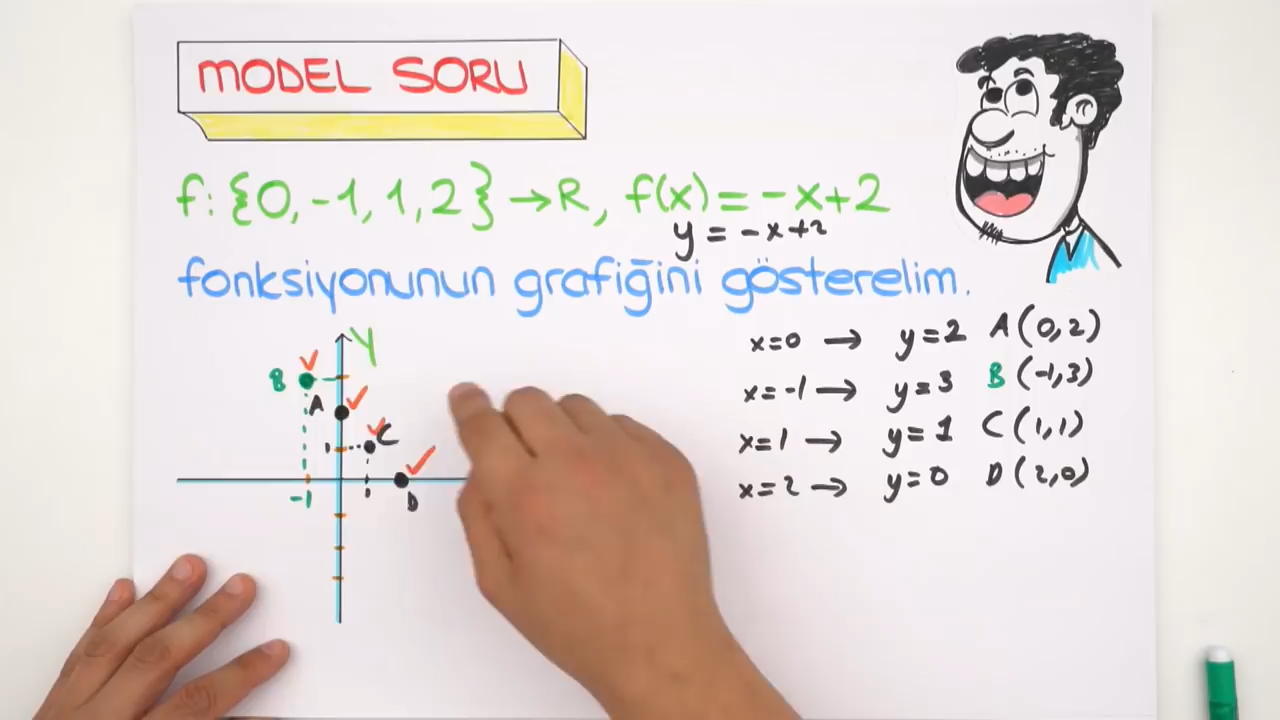 MODEL SORU
f: {0, -1, 1, 2} → R, f(x) = -x+2
y = -x+2
fonksiyonunun grafiğini gösterelim.
x=0 → y=2 A(0,2)
x=-1 → y=3 B(-1,3)
x=1 → y=1 C(1,1)
x=2 → y=0 D(2,0)
y
B
A
1 C
-1 1 D